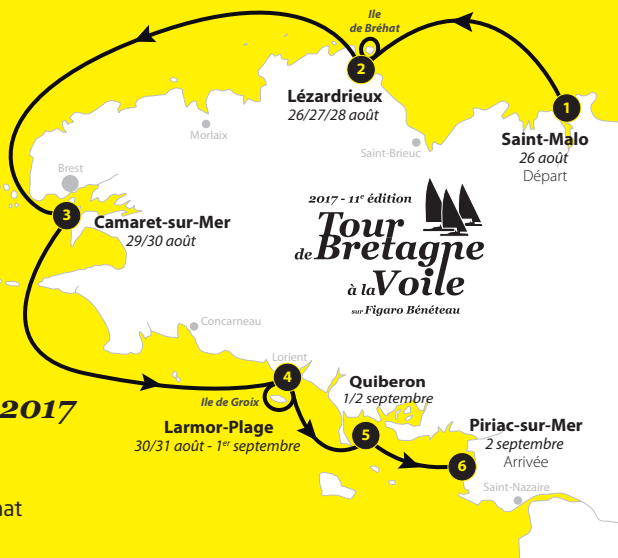 Ile
de Bréhat
2
Lézardrieux
26/27/28 août
1
Saint-Malo
26 août
Départ
Morlaix
Saint-Brieuc
Brest
3
Camaret-sur-Mer
29/30 août
2017 - 11e édition
Tour
de Bretagne
à la Voile
sur Figaro Bénéteau
Concarneau
Lorient
4
Ile de Groix
Larmor-Plage
30/31 août - 1er septembre
Quiberon
1/2 septembre
5
Piriac-sur-Mer
2 septembre
Arrivée
6
Saint-Nazaire
2017